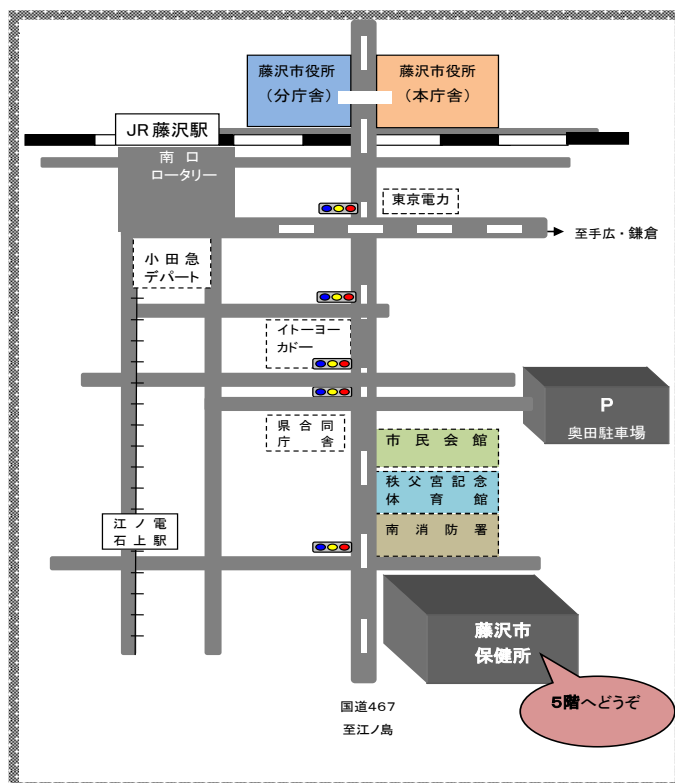 藤沢市役所
（分庁舎）
藤沢市役所
（本庁舎）
JR藤沢駅
南口
ロータリー
東京電力
至手広・鎌倉
小田急
デパート
イトーヨー
カドー
P
奥田駐車場
県合同
庁舎
市民会館
秩父宮記念
体育館
南消防署
江ノ電
石上駅
藤沢市
保健所
5階へどうぞ
国道467
至江ノ島